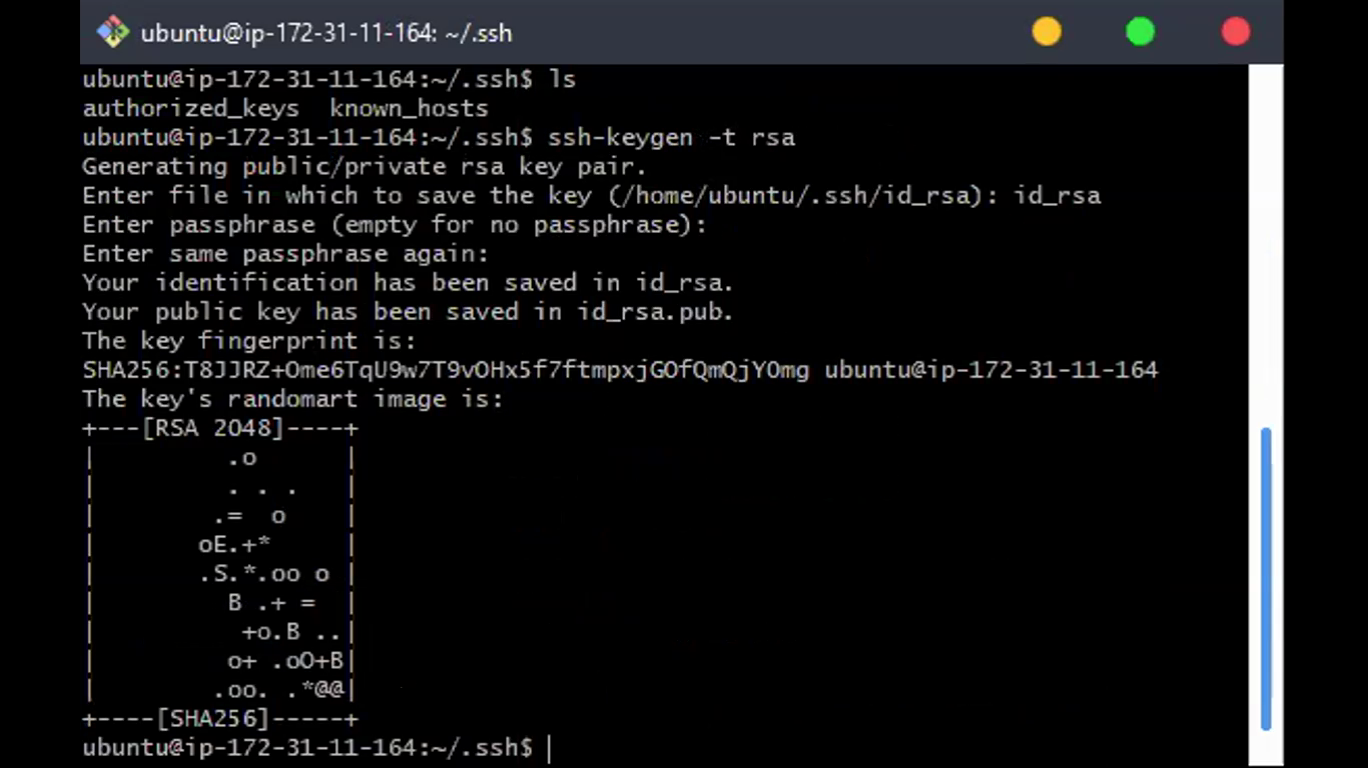 ubuntu@ip-172-31-11-164: ~/.ssh
ubuntu@ip-172-31-11-164:~/.ssh$ ls
authorized_keys  known_hosts
ubuntu@ip-172-31-11-164:~/.ssh$ ssh-keygen -t rsa
Generating public/private rsa key pair.
Enter file in which to save the key (/home/ubuntu/.ssh/id_rsa): id_rsa
Enter passphrase (empty for no passphrase):
Enter same passphrase again:
Your identification has been saved in id_rsa.
Your public key has been saved in id_rsa.pub.
The key fingerprint is:
SHA256:T8JJRZ+Ome6TqU9w7T9vOHx5f7ftmpxjGOfQmQjYOmg ubuntu@ip-172-31-11-164
The key's randomart image is:
+---[RSA 2048]----+
|         .o      |
|         . . .   |
|        .=  o    |
|       oE.+*     |
|       .S.*.oo o |
|         B .+ =  |
|          +o.B ..|
|         o+ .oO+B|
|        .oo. .*@@|
+----[SHA256]-----+
ubuntu@ip-172-31-11-164:~/.ssh$